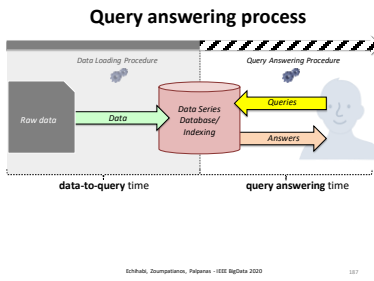 Query answering process
Data Loading Procedure
Query Answering Procedure
Raw data
Data
Data Series
Database/
Indexing
Queries
Answers
data-to-query time
query answering time
Echihabi, Zoumpatianos, Palpanas - IEEE BigData 2020
187